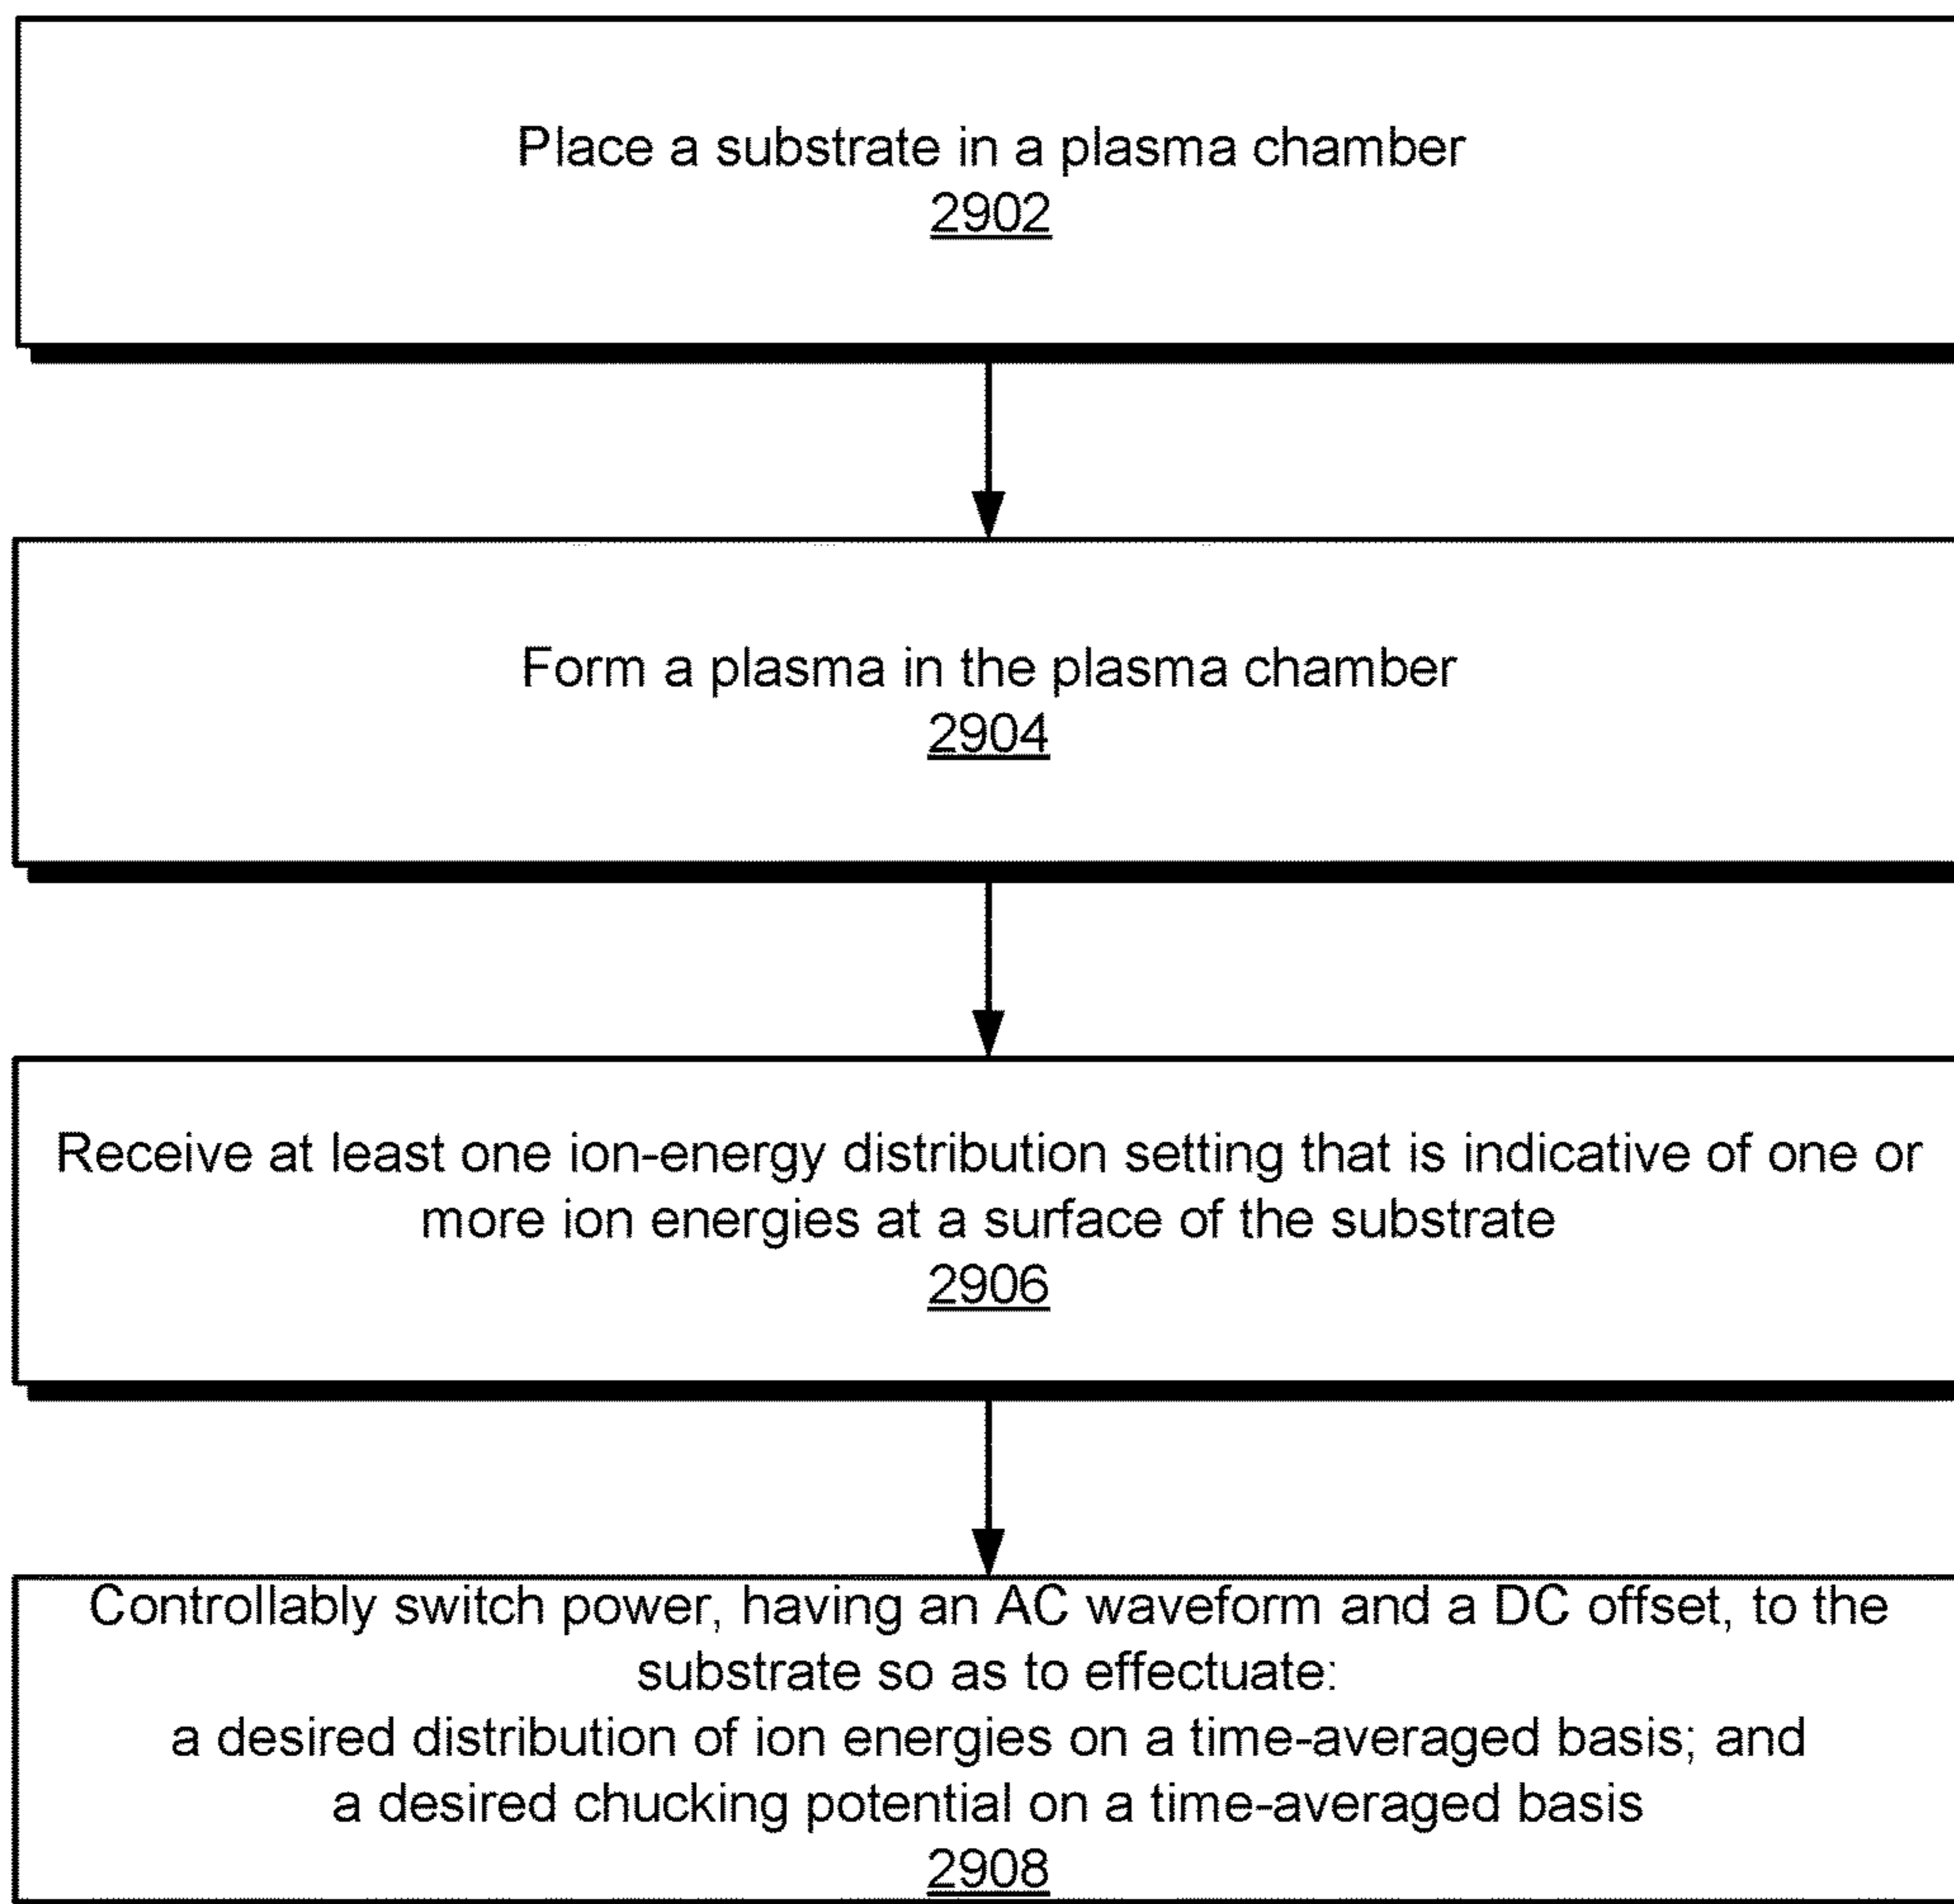 Place a substrate in a plasma chamber
2902
Form a plasma in the plasma chamber
2904
Receive at least one ion-energy distribution setting that is indicative of one or
more ion energies at a surface of the substrate
2906
Controllably switch power, having an AC waveform and a DC offset, to the
substrate so as to effectuate:
a desired distribution of ion energies on a time-averaged basis; and
a desired chucking potential on a time-averaged basis
2908